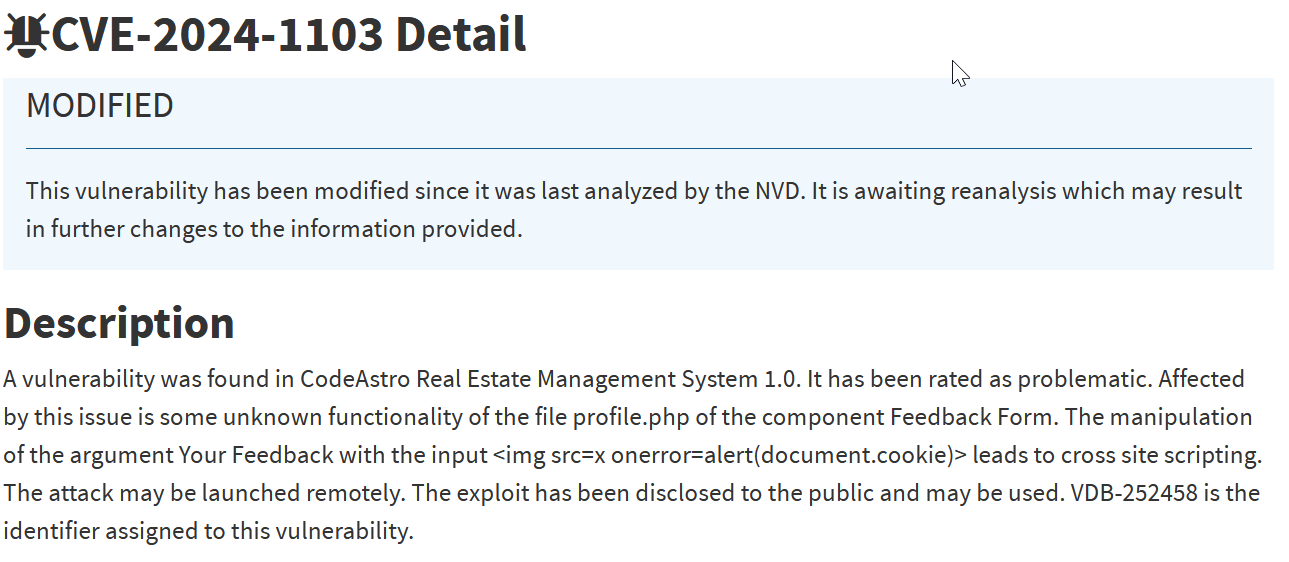 CVE-2024-1103 Detail
MODIFIED
This vulnerability has been modified since it was last analyzed by the NVD. It is awaiting reanalysis which may result
in further changes to the information provided.
Description
A vulnerability was found in CodeAstro Real Estate Management System 1.0. It has been rated as problematic. Affected
by this issue is some unknown functionality of the file profile.php of the component Feedback Form. The manipulation
of the argument Your Feedback with the input <img src=x onerror=alert(document.cookie)> leads to cross site scripting.
The attack may be launched remotely. The exploit has been disclosed to the public and may be used. VDB-252458 is the
identifier assigned to this vulnerability.